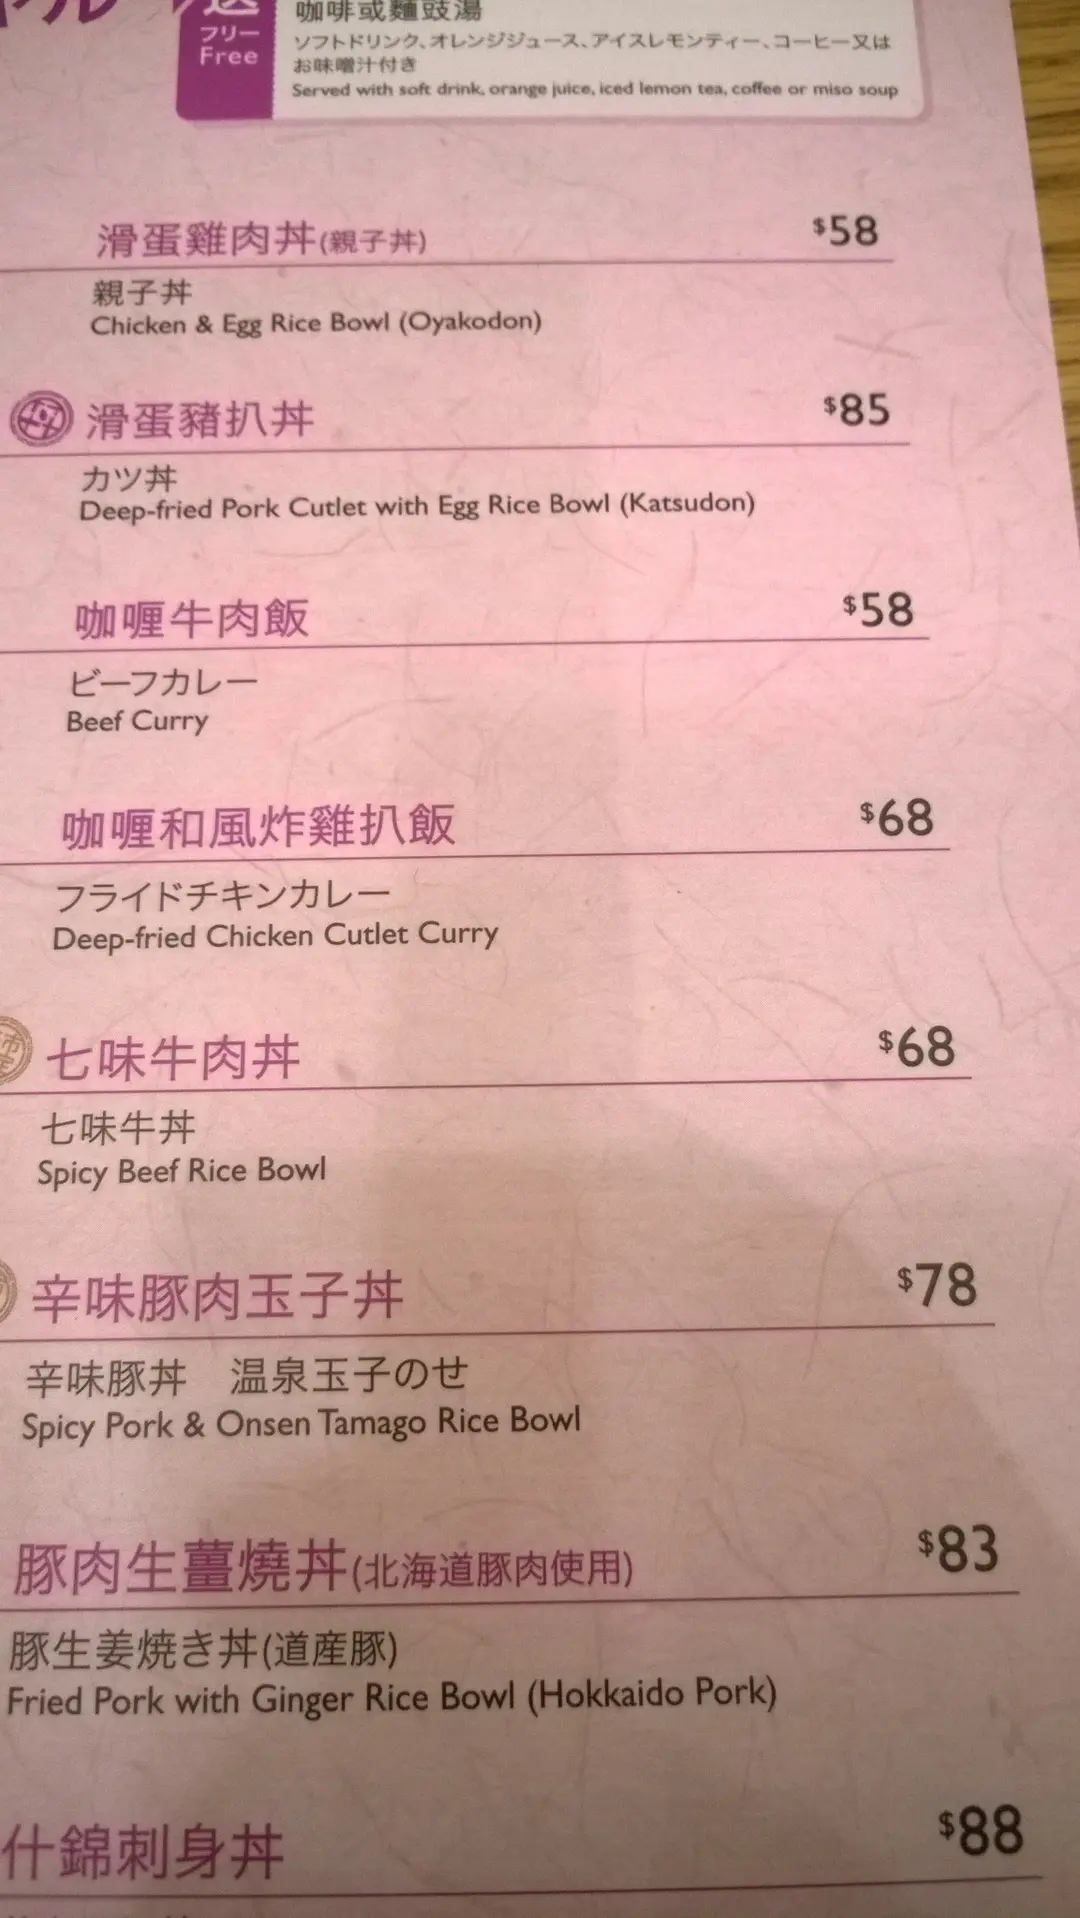 送
フリー
Free
咖啡或麵豉湯
ソフトドリンク、オレンジジュース、アイスレモンティー、コーヒー又は
お味噌汁付き
Served with soft drink, orange juice, iced lemon tea, coffee or miso soup
滑蛋雞肉丼(親子丼) $58
親子丼
Chicken & Egg Rice Bowl (Oyakodon)
滑蛋豬扒丼 $85
カツ丼
Deep-fried Pork Cutlet with Egg Rice Bowl (Katsudon)
咖喱牛肉飯 $58
ビーフカレー
Beef Curry
咖喱和風炸雞扒飯 $68
フライドチキンカレー
Deep-fried Chicken Cutlet Curry
七味牛肉丼 $68
七味牛丼
Spicy Beef Rice Bowl
辛味豚肉玉子丼 $78
辛味豚丼 温泉玉子のせ
Spicy Pork & Onsen Tamago Rice Bowl
豚肉生薑燒丼(北海道豚肉使用) $83
豚生姜焼き丼(道産豚)
Fried Pork with Ginger Rice Bowl (Hokkaido Pork)
什錦刺身丼 $88